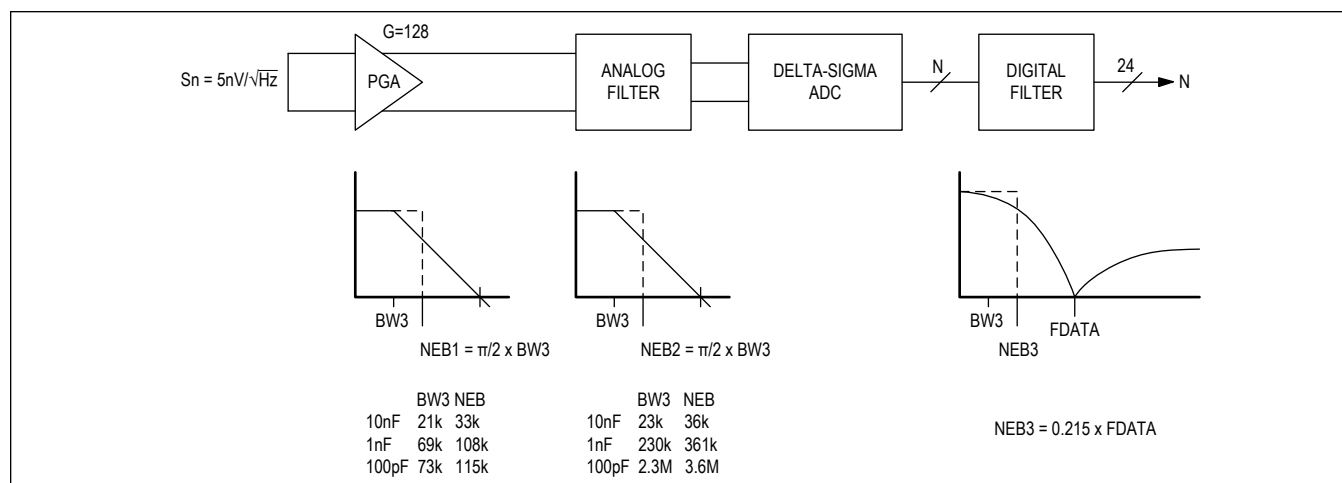 G=128
Sn = 5nV/√Hz
PGA
ANALOG
FILTER
DELTA-SIGMA
ADC
N
DIGITAL
FILTER
24
N
BW3
NEB1 = π/2 x BW3
BW3 NEB
10nF 21k 33k
1nF 69k 108k
100pF 73k 115k
BW3
NEB2 = π/2 x BW3
BW3 NEB
10nF 23k 36k
1nF 230k 361k
100pF 2.3M 3.6M
BW3
NEB3
FDATA
NEB3 = 0.215 x FDATA